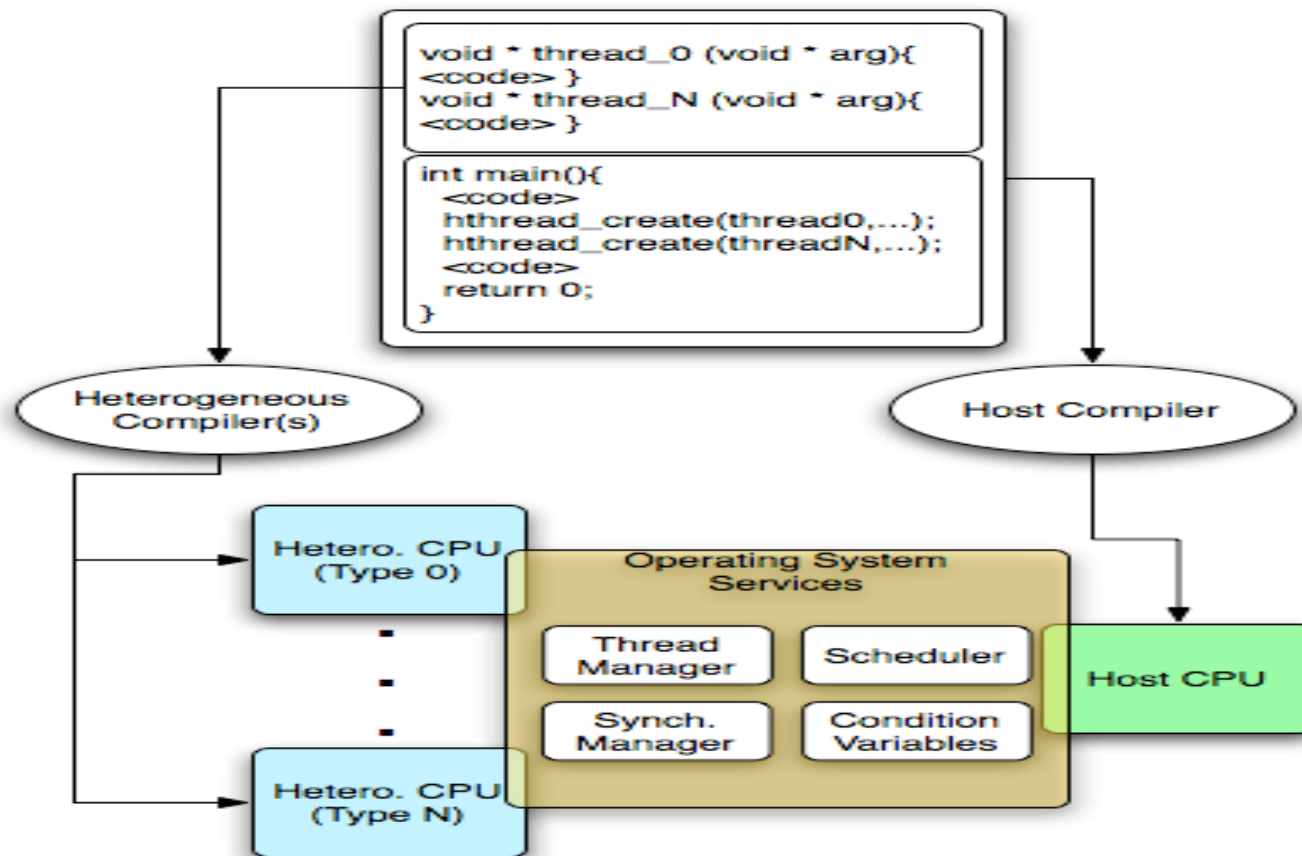 void * thread_0 (void * arg){
<code> }
void * thread_N (void * arg){
<code> }
int main(){
<code>
hthread_create(thread0,...);
hthread_create(threadN,...);
<code>
return 0;
}
Heterogeneous
Compiler(s)
Host Compiler
Hetero. CPU
(Type 0)
Operating System
Services
Thread
Manager
Scheduler
Host CPU
Synch.
Manager
Condition
Variables
Hetero. CPU
(Type N)